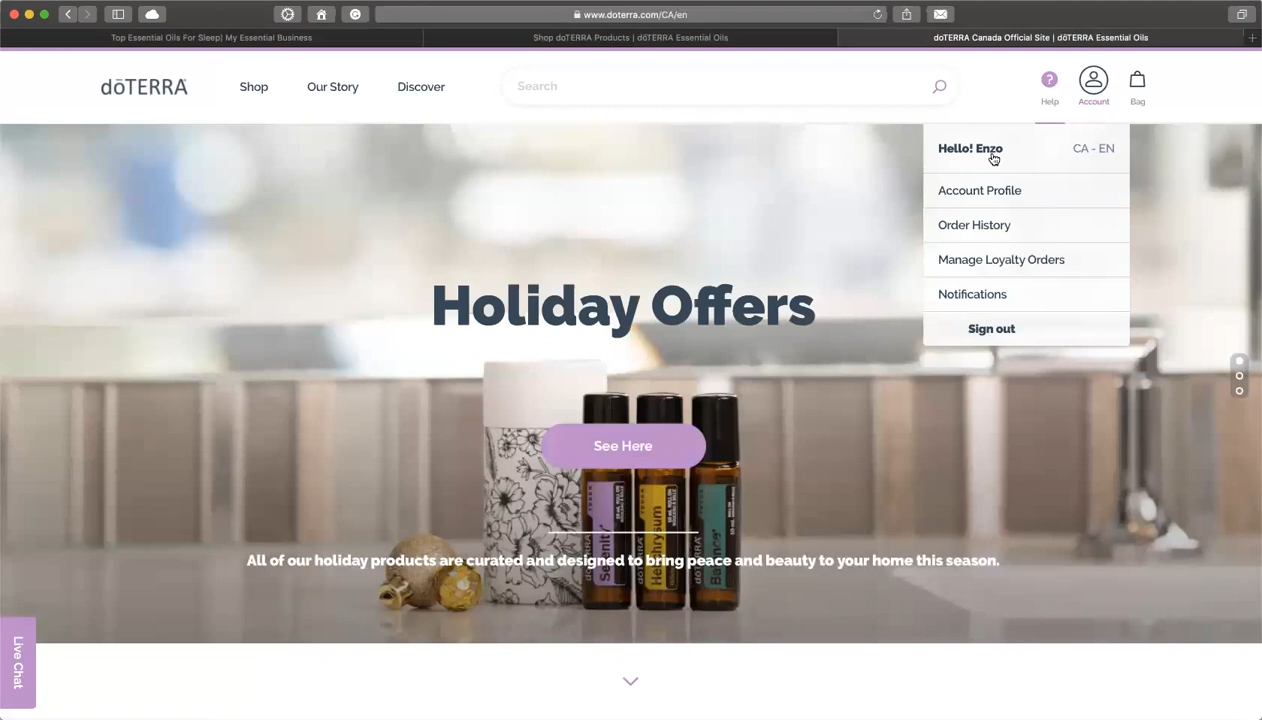 www.doterra.com/CA/en
Top Essential Oils For Sleep| My Essential Business
Shop doTERRA Products | dōTERRA Essential Oils
doTERRA Canada Official Site | dōTERRA Essential Oils
dōTERRA
Shop
Our Story
Discover
Search
?
Help
Account
Bag
Hello! Enzo
CA - EN
Account Profile
Order History
Manage Loyalty Orders
Notifications
Sign out
Holiday Offers
See Here
Serenity
Helichrysum
Balance
All of our holiday products are curated and designed to bring peace and beauty to your home this season.
Live Chat